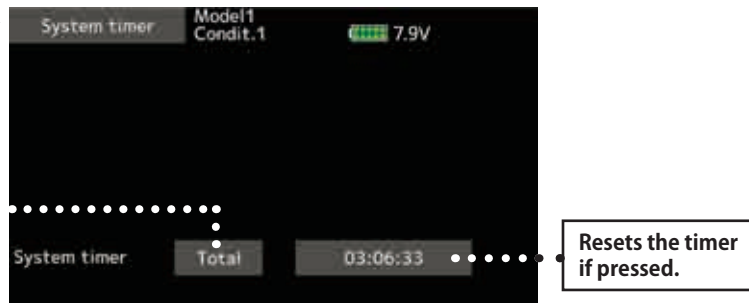 System timer
Model1
Condit.1
7.9V
System timer
Total
03:06:33
Resets the timer
if pressed.